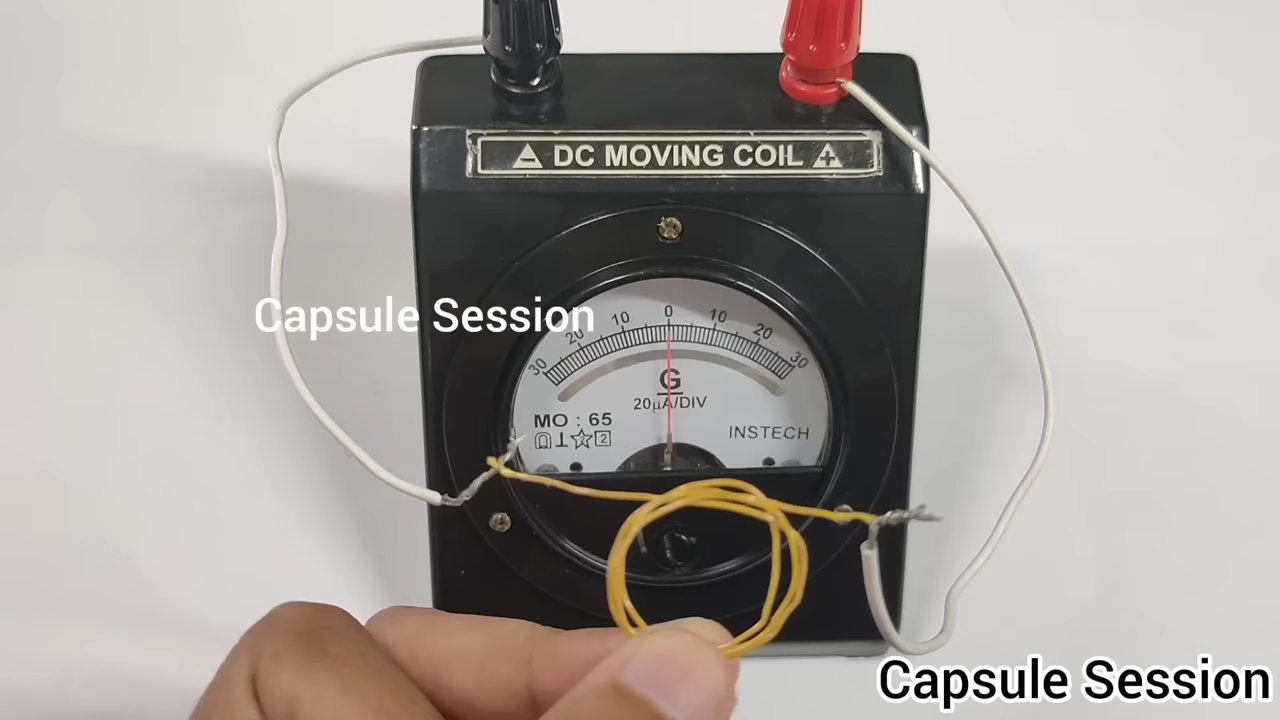 - DC MOVING COIL +
Capsule Session
30 20 10 0 10 20 30
G
20μA/DIV
MO : 65
2
INSTECH
Capsule Session